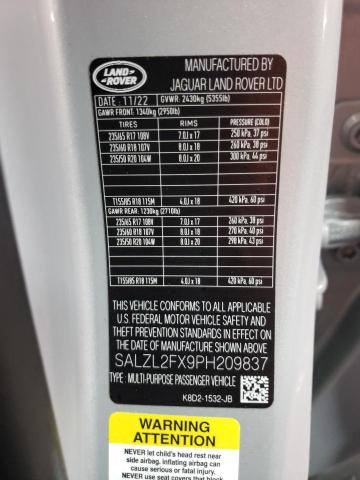 LAND-
ROVER
MANUFACTURED BY
JAGUAR LAND ROVER LTD
DATE : 11/22 GVWR: 2430kg (5355lb)
GAWR FRONT: 1340kg (2950lb)
TIRES RIMS PRESSURE (COLD)
235/65 R17 108V 7.0J x 17 250 kPa, 37 psi
235/60 R18 107V 8.0J x 18 260 kPa, 38 psi
235/50 R20 104W 8.0J x 20 300 kPa, 44 psi
T155/85 R18 115M 4.0J x 18 420 kPa, 60 psi
GAWR REAR: 1230kg (2710lb)
235/65 R17 108V 7.0J x 17 260 kPa, 38 psi
235/60 R18 107V 8.0J x 18 270 kPa, 40 psi
235/50 R20 104W 8.0J x 20 290 kPa, 43 psi
T155/85 R18 115M 4.0J x 18 420 kPa, 60 psi
THIS VEHICLE CONFORMS TO ALL APPLICABLE
U.S. FEDERAL MOTOR VEHICLE SAFETY AND
THEFT PREVENTION STANDARDS IN EFFECT ON
THE DATE OF MANUFACTURE SHOWN ABOVE.
SALZL2FX9PH209837
TYPE: MULTI-PURPOSE PASSENGER VEHICLE
K8D2-1532-JB
WARNING
ATTENTION
Never let child's head rest near
side airbag. Inflating airbag can
cause serious or fatal injury.
NEVER use seat covers that block